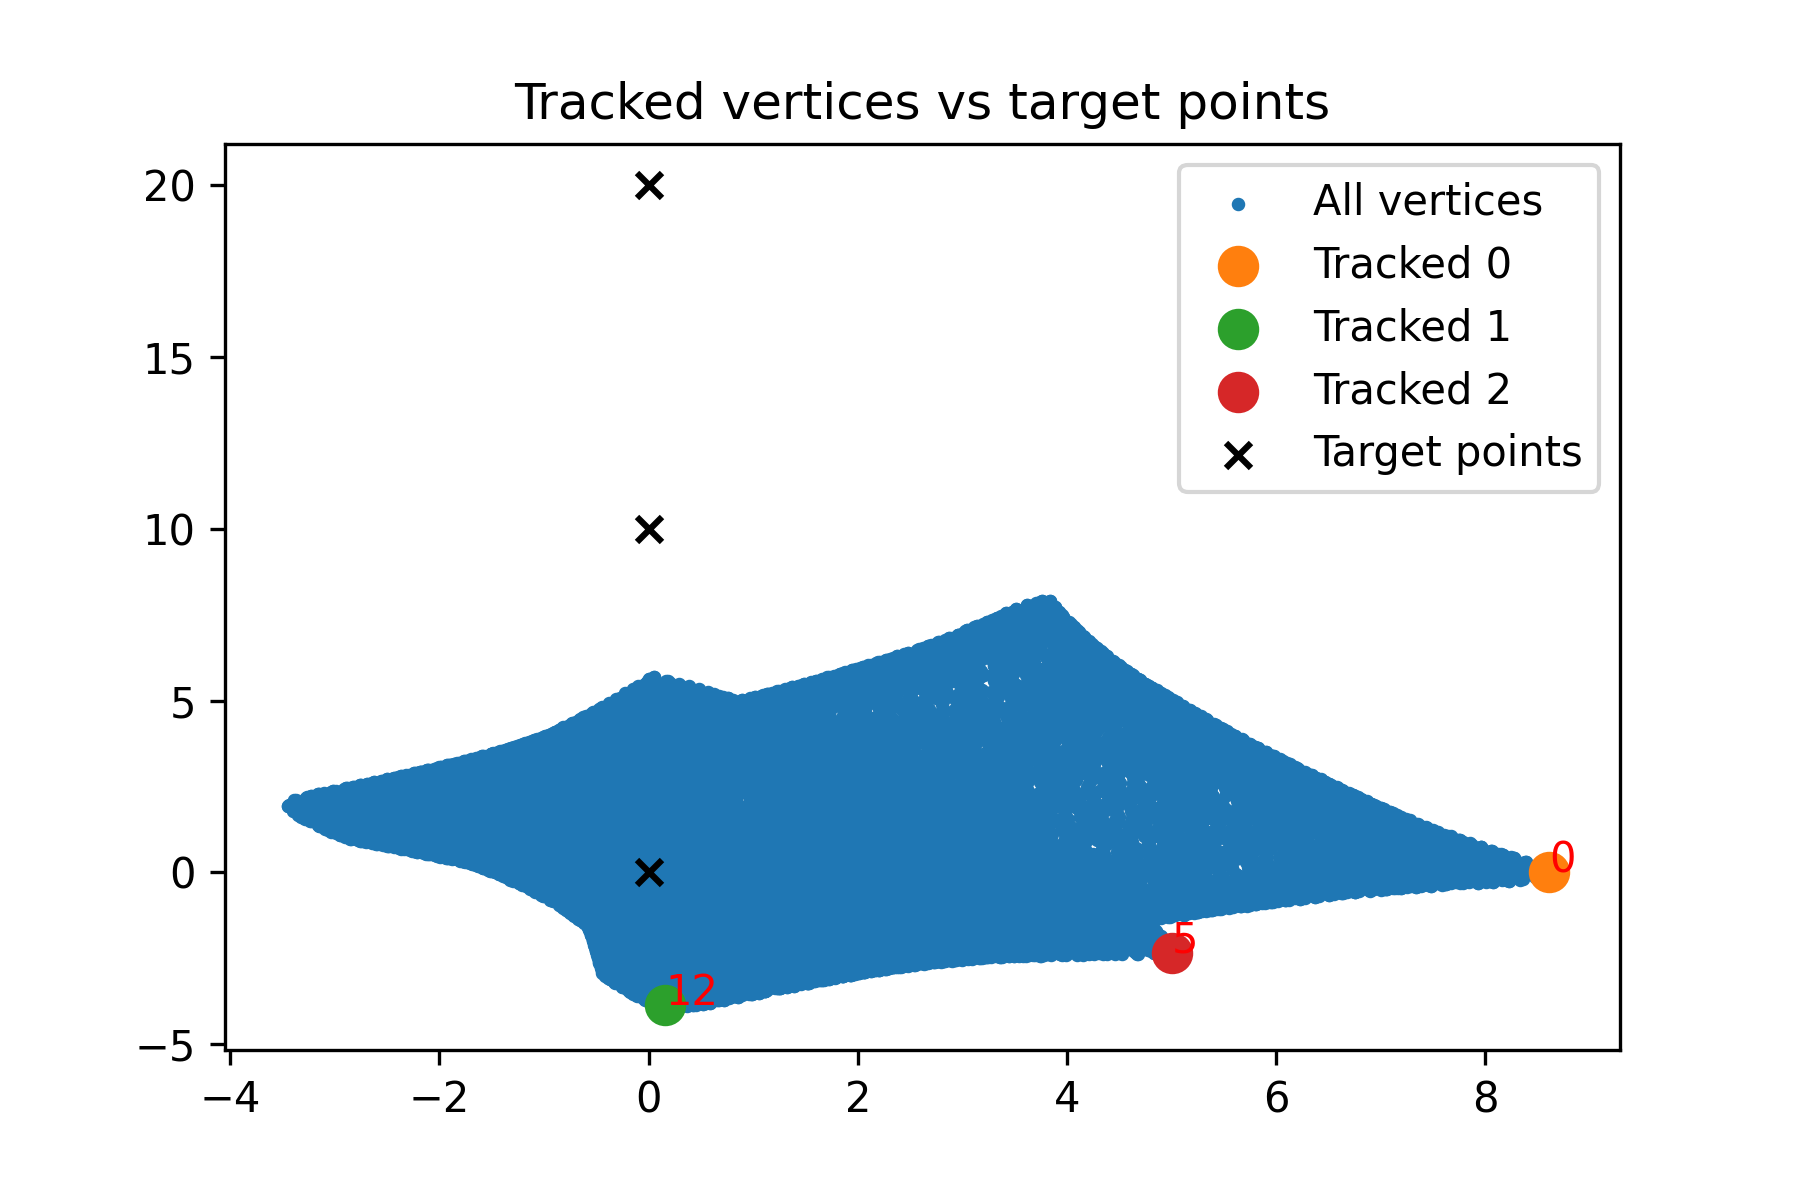 Tracked vertices vs target points
20
15
10
5
0
−5
−4
−2
0
2
4
6
8
All vertices
Tracked 0
Tracked 1
Tracked 2
Target points
0
5
12